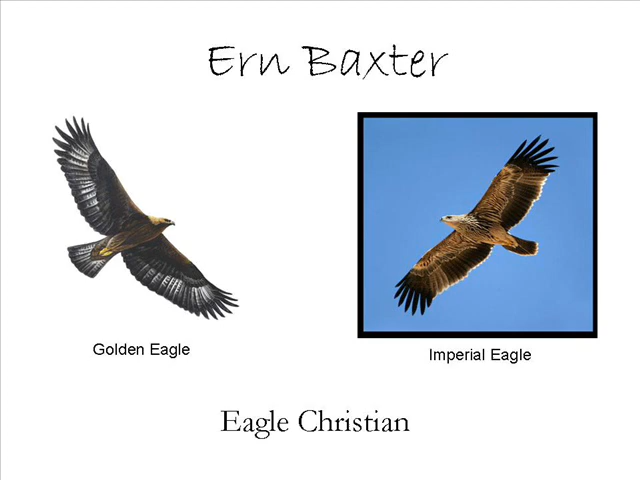 Ern Baxter
Golden Eagle
Imperial Eagle
Eagle Christian